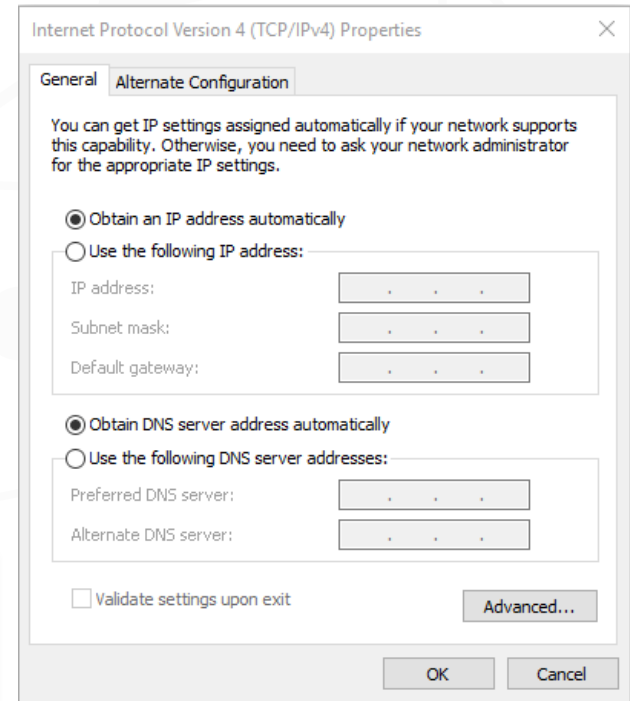 Internet Protocol Version 4 (TCP/IPv4) Properties
General
Alternate Configuration
You can get IP settings assigned automatically if your network supports
this capability. Otherwise, you need to ask your network administrator
for the appropriate IP settings.
Obtain an IP address automatically
Use the following IP address:
IP address:
Subnet mask:
Default gateway:
Obtain DNS server address automatically
Use the following DNS server addresses:
Preferred DNS server:
Alternate DNS server:
Validate settings upon exit
Advanced...
OK
Cancel